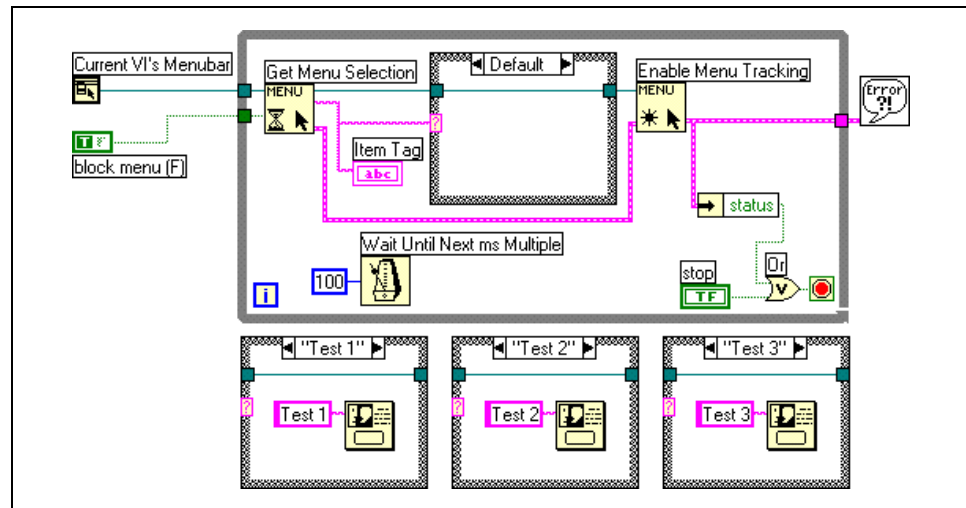 Current VI's Menubar
Get Menu Selection
MENU
Default
Enable Menu Tracking
MENU
Error
?!
T F
block menu (F)
?
Item Tag
abc
status
Wait Until Next ms Multiple
100
i
stop
TF
Or
V
"Test 1"
?
Test 1
"Test 2"
?
Test 2
"Test 3"
?
Test 3